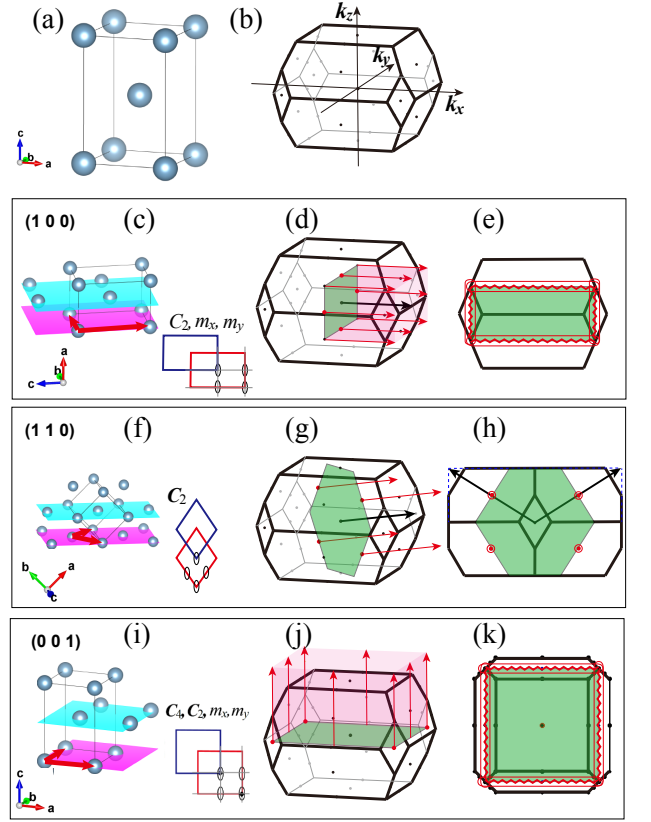 (a)
(b)
k_z
k_y
k_x
c
b
a
(1 0 0)
(c)
(d)
(e)
C_2, m_x, m_y
a
b
c
(1 1 0)
(f)
(g)
(h)
C_2
b
a
c
(0 0 1)
(i)
(j)
(k)
C_4, C_2, m_x, m_y
c
b
a